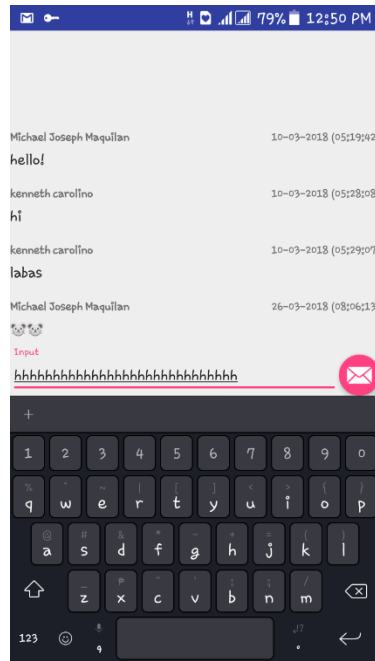 H 79% 12:50 PM
Michael Joseph Maquilan 10-03-2018 (05:19:42
hello!
kenneth carolino 10-03-2018 (05:28:08
hi
kenneth carolino 10-03-2018 (05:29:07
labas
Michael Joseph Maquilan 26-03-2018 (08:06:13
🐼🐼
Input
hhhhhhhhhhhhhhhhhhhhhhhhhhhhh
+
1 2 3 4 5 6 7 8 9 0
q w e r t y u i o p
a s d f g h j k l
z x c v b n m
123 , .